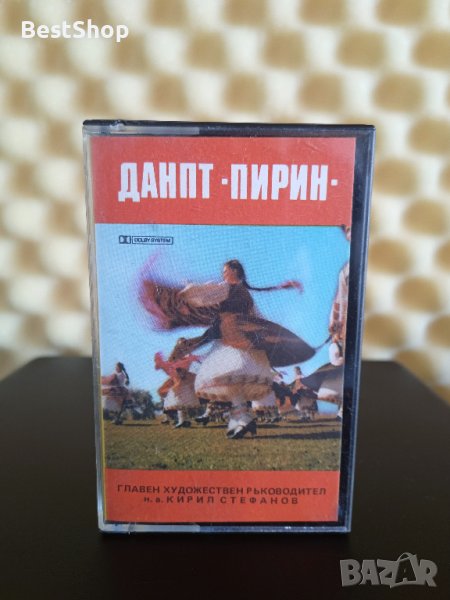 BestShop
ДАНПТ ·ПИРИН·
DOLBY SYSTEM
ГЛАВЕН ХУДОЖЕСТВЕН РЪКОВОДИТЕЛ
н. а. КИРИЛ СТЕФАНОВ
BAZAR